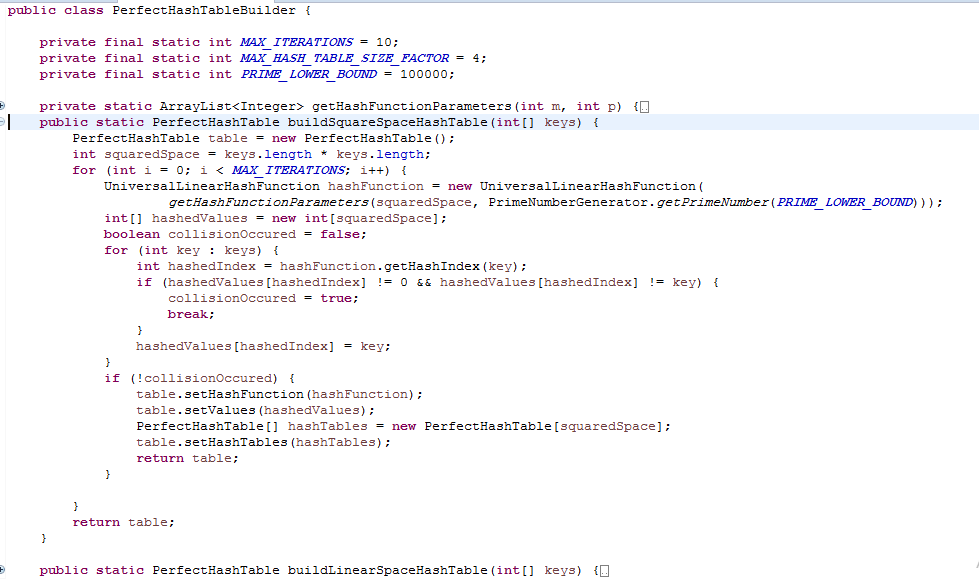 public class PerfectHashTableBuilder {
private final static int MAX_ITERATIONS = 10;
private final static int MAX_HASH_TABLE_SIZE_FACTOR = 4;
private final static int PRIME_LOWER_BOUND = 100000;
private static ArrayList<Integer> getHashFunctionParameters(int m, int p) {
public static PerfectHashTable buildSquareSpaceHashTable(int[] keys) {
PerfectHashTable table = new PerfectHashTable();
int squaredSpace = keys.length * keys.length;
for (int i = 0; i < MAX_ITERATIONS; i++) {
UniversalLinearHashFunction hashFunction = new UniversalLinearHashFunction(
getHashFunctionParameters(squaredSpace, PrimeNumberGenerator.getPrimeNumber(PRIME_LOWER_BOUND)));
int[] hashedValues = new int[squaredSpace];
boolean collisionOccured = false;
for (int key : keys) {
int hashedIndex = hashFunction.getHashIndex(key);
if (hashedValues[hashedIndex] != 0 && hashedValues[hashedIndex] != key) {
collisionOccured = true;
break;
}
hashedValues[hashedIndex] = key;
}
if (!collisionOccured) {
table.setHashFunction(hashFunction);
table.setValues(hashedValues);
PerfectHashTable[] hashTables = new PerfectHashTable[squaredSpace];
table.setHashTables(hashTables);
return table;
}
}
return table;
}
public static PerfectHashTable buildLinearSpaceHashTable(int[] keys) {